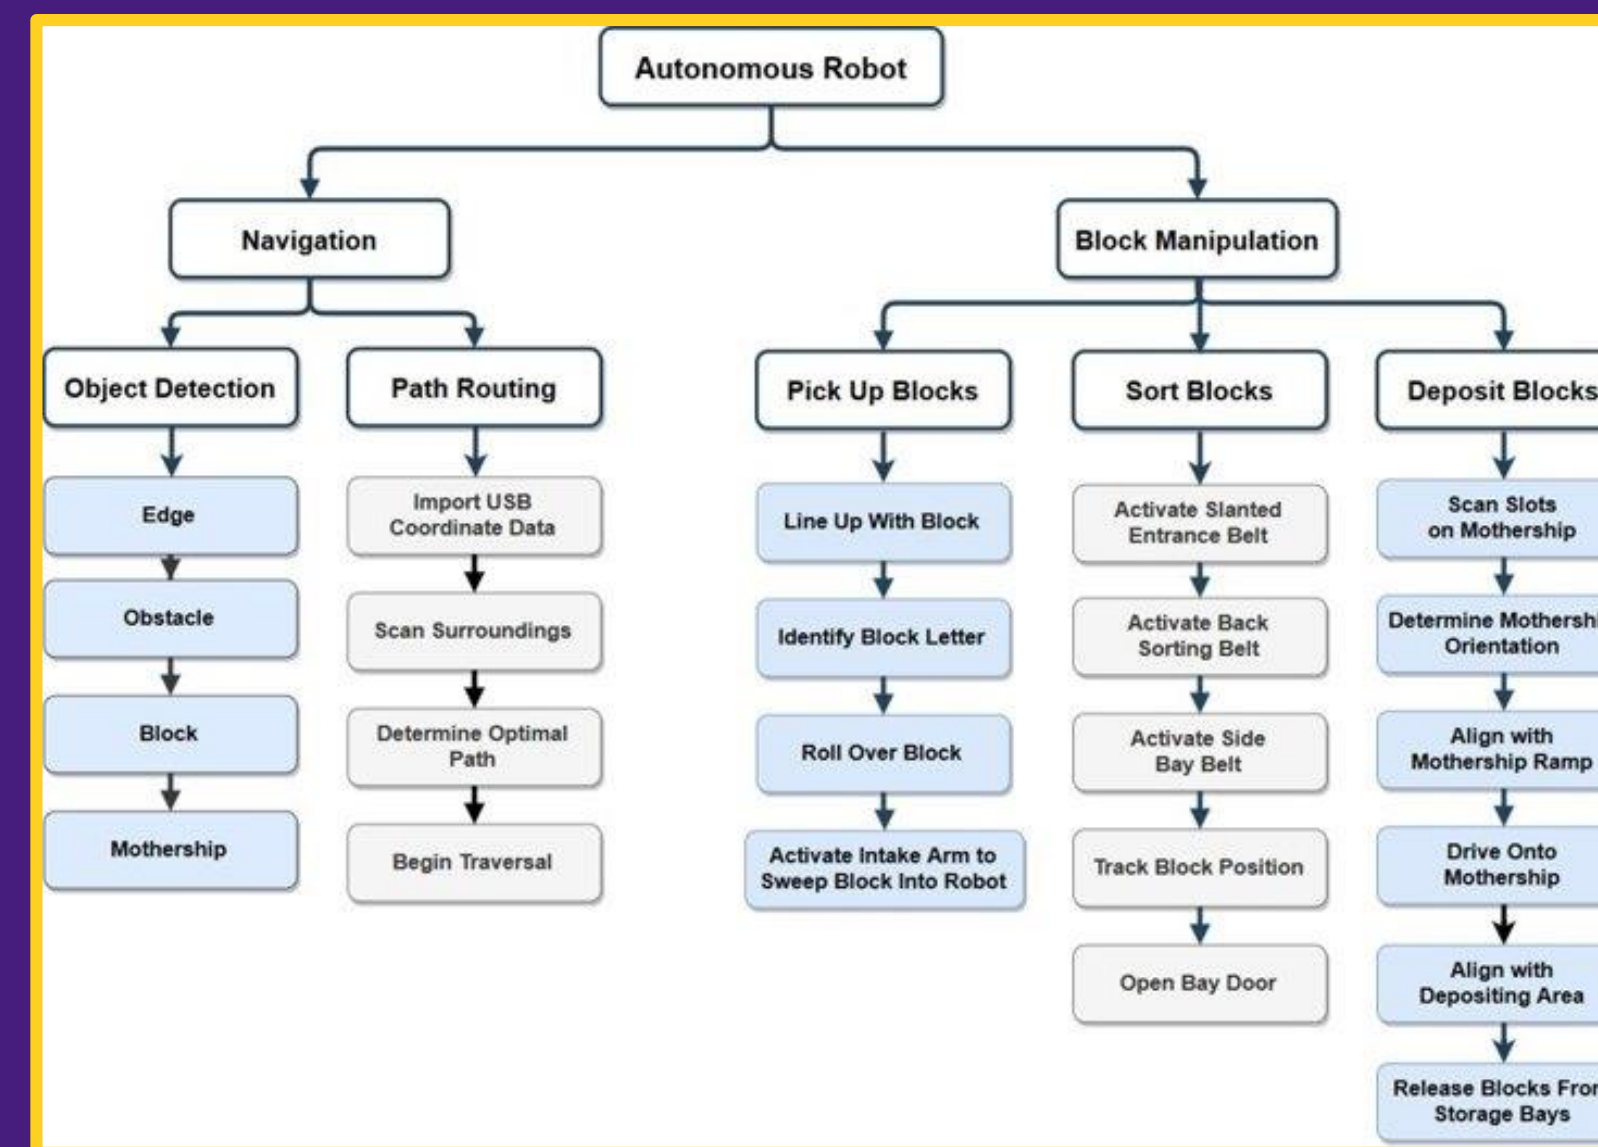 Autonomous Robot
Navigation
Block Manipulation
Object Detection
Path Routing
Pick Up Blocks
Sort Blocks
Deposit Blocks
Edge
Obstacle
Block
Mothership
Import USB
Coordinate Data
Scan Surroundings
Determine Optimal
Path
Begin Traversal
Line Up With Block
Identify Block Letter
Roll Over Block
Activate Intake Arm to
Sweep Block Into Robot
Activate Slanted
Entrance Belt
Activate Back
Sorting Belt
Activate Side
Bay Belt
Track Block Position
Open Bay Door
Scan Slots
on Mothership
Determine
Orientation
Align with
Mothership Ramp
Drive Onto
Mothership
Align with
Depositing Area
Release Blocks
Storage Bays